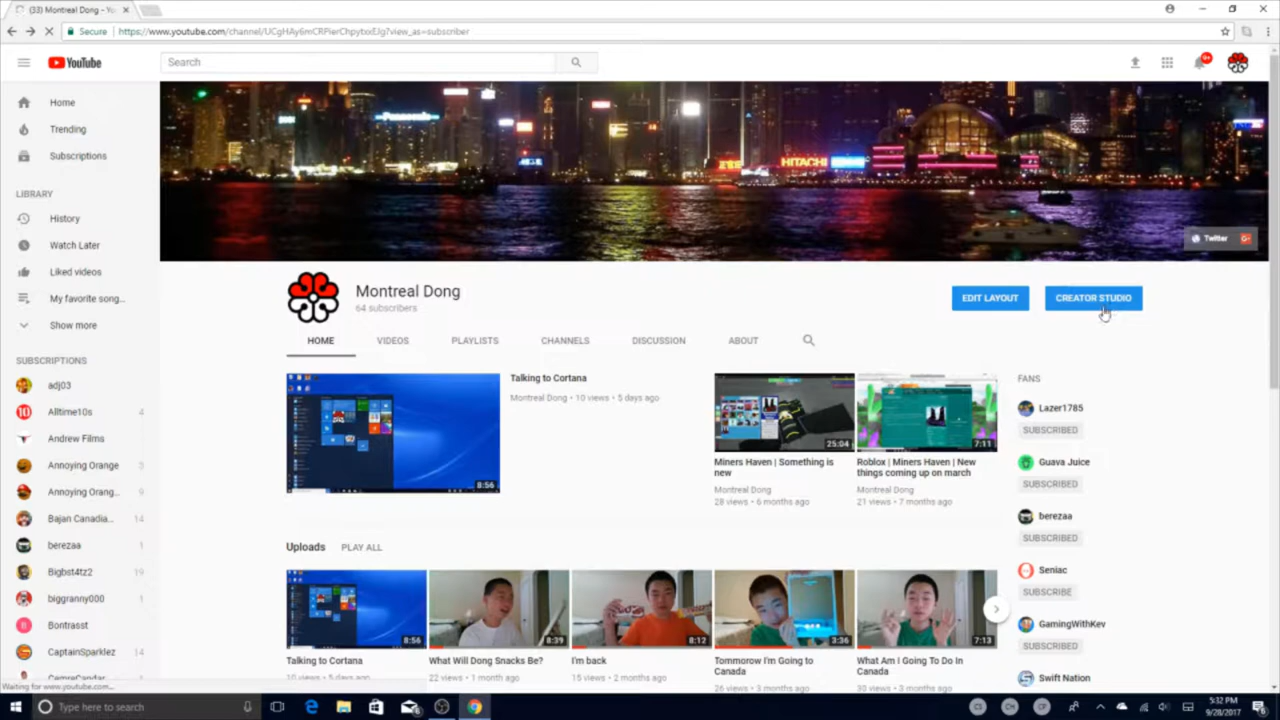 (33) Montreal Dong - Yo
Secure
https://www.youtube.com/channel/UCgHAy6mCRPierChpytxxEJg?view_as=subscriber
YouTube
Search
9+
Home
Trending
Subscriptions
LIBRARY
History
Watch Later
Liked videos
My favorite song...
Show more
SUBSCRIPTIONS
adj03
Alltime10s 4
Andrew Films
Annoying Orange 3
Annoying Orang... 9
Bajan Canadia... 14
berezaa 1
Bigbst4tz2 19
biggranny000 1
Bontrasst
CaptainSparklez 14
Waiting for www.youtube.com...
Panasonic
HITACHI
Twitter
Montreal Dong
64 subscribers
EDIT LAYOUT
CREATOR STUDIO
HOME
VIDEOS
PLAYLISTS
CHANNELS
DISCUSSION
ABOUT
8:56
Talking to Cortana
Montreal Dong • 10 views • 5 days ago
25:04
Miners Haven | Something is
new
Montreal Dong
28 views • 6 months ago
7:11
Roblox | Miners Haven | New
things coming up on march
Montreal Dong
21 views • 7 months ago
FANS
Lazer1785
SUBSCRIBED
Guava Juice
SUBSCRIBED
berezaa
SUBSCRIBED
Seniac
SUBSCRIBE
GamingWithKev
SUBSCRIBED
Swift Nation
Uploads
PLAY ALL
8:56
Talking to Cortana
10 views • 5 days ago
8:39
What Will Dong Snacks Be?
22 views • 1 month ago
8:12
I'm back
15 views • 2 months ago
3:36
Tommorow I'm Going to
Canada
26 views • 3 months ago
7:13
What Am I Going To Do In
Canada
30 views • 3 months ago
Type here to search
5:32 PM
9/28/2017